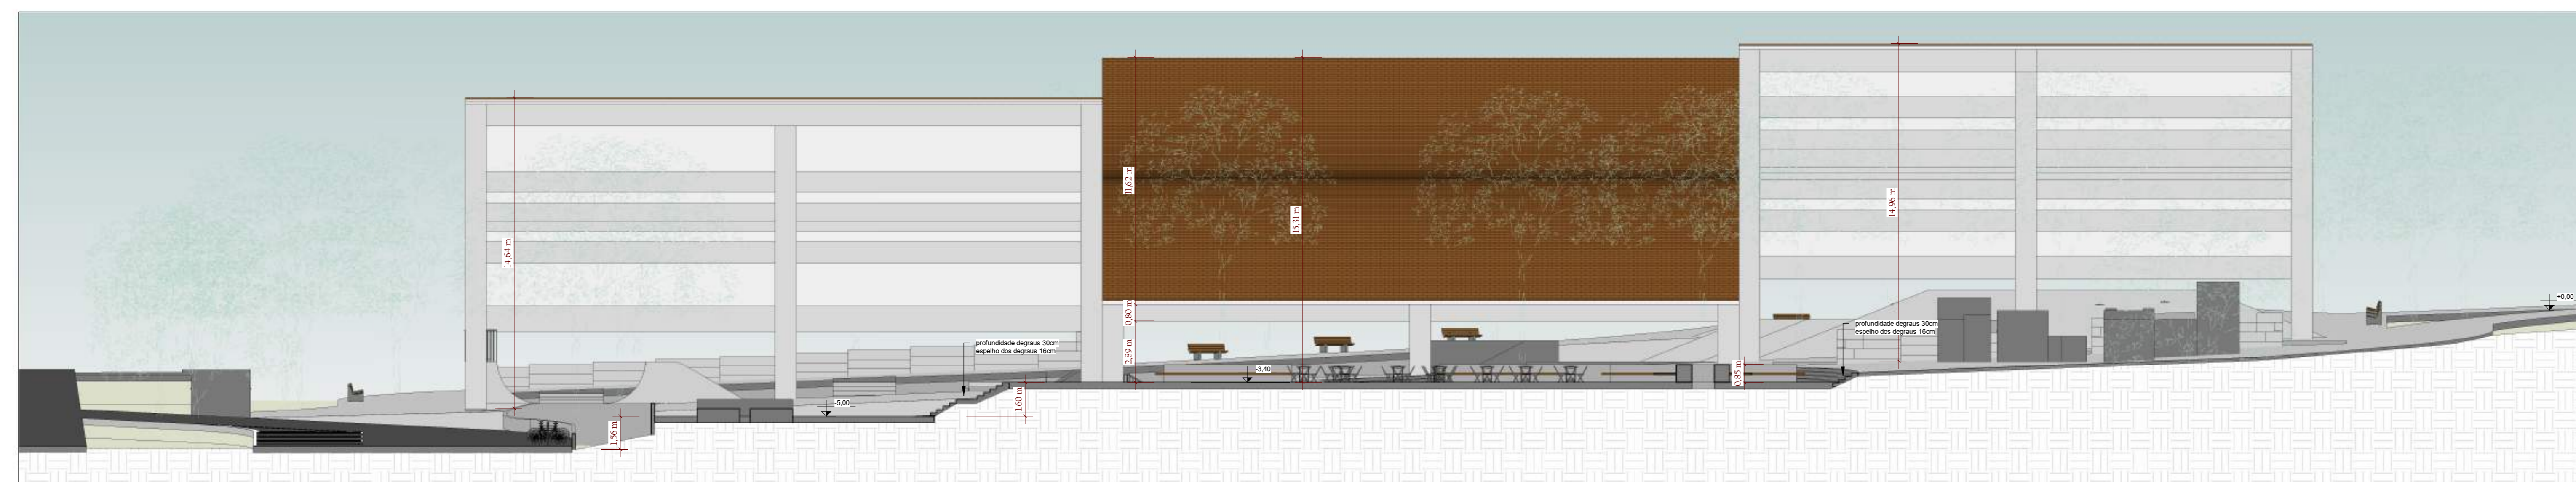 14,64 m
1,56 m
-5,00
profundidade degraus 30cm
espelho dos degraus 16cm
1,60 m
11,62 m
0,80 m
2,89 m
15,31 m
-3,40
0,85 m
14,96 m
profundidade degraus 30cm
espelho dos degraus 16cm
+0,00